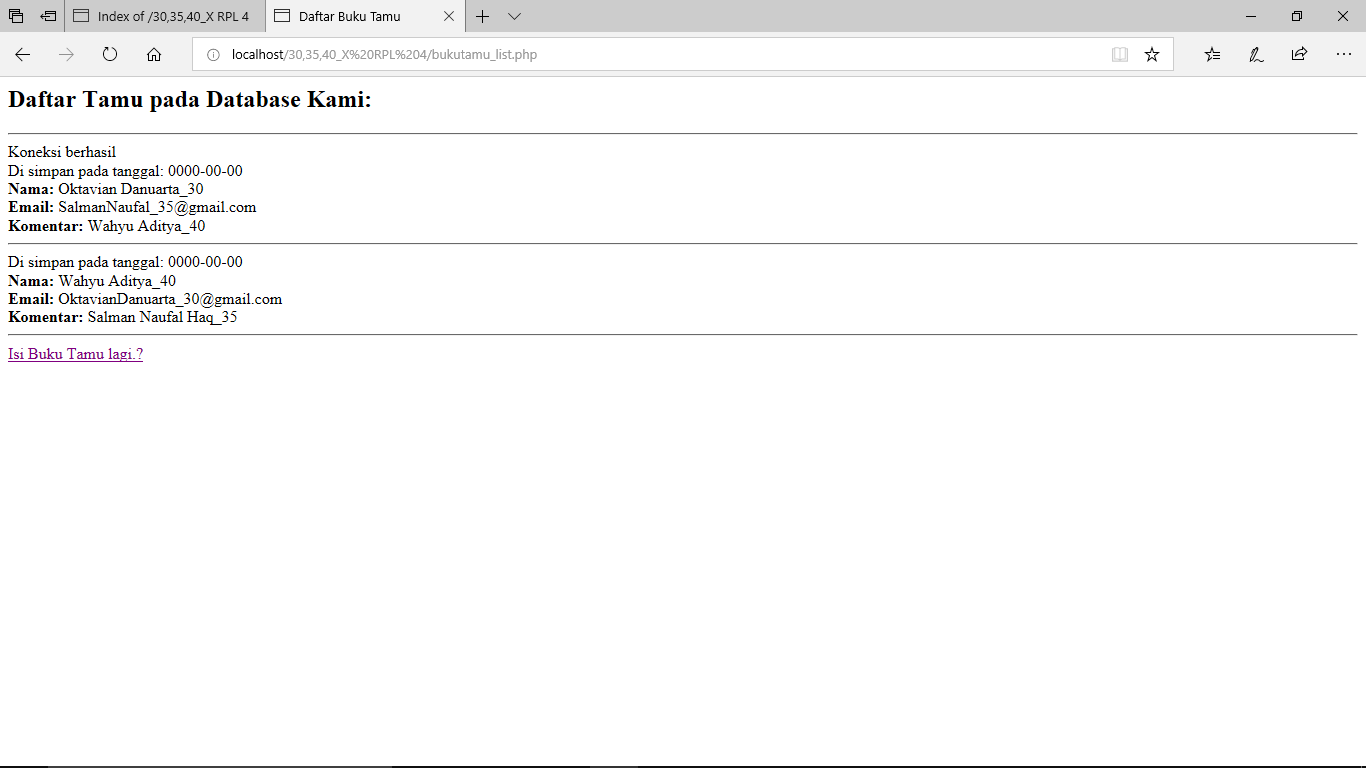 Index of /30,35,40_X RPL 4
Daftar Buku Tamu
localhost/30,35,40_X%20RPL%204/bukutamu_list.php
Daftar Tamu pada Database Kami:
Koneksi berhasil
Di simpan pada tanggal: 0000-00-00
Nama: Oktavian Danuarta_30
Email: SalmanNaufal_35@gmail.com
Komentar: Wahyu Aditya_40
Di simpan pada tanggal: 0000-00-00
Nama: Wahyu Aditya_40
Email: OktavianDanuarta_30@gmail.com
Komentar: Salman Naufal Haq_35
Isi Buku Tamu lagi.?